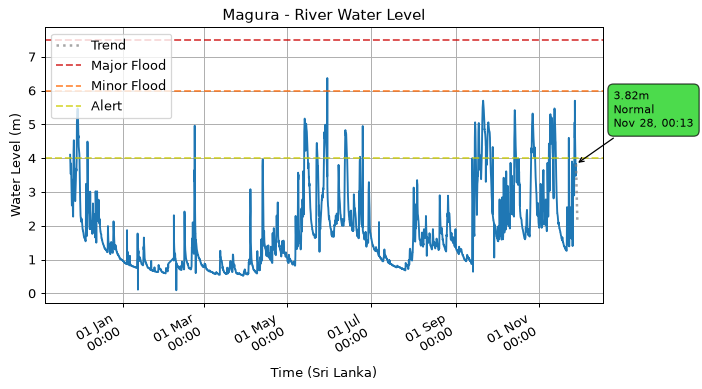 Magura - River Water Level
Water Level (m)
7
6
5
4
3
2
1
0
Trend
Major Flood
Minor Flood
Alert
3.82m
Normal
Nov 28, 00:13
01 Jan
00:00
01 Mar
00:00
01 May
00:00
01 Jul
00:00
01 Sep
00:00
01 Nov
00:00
Time (Sri Lanka)